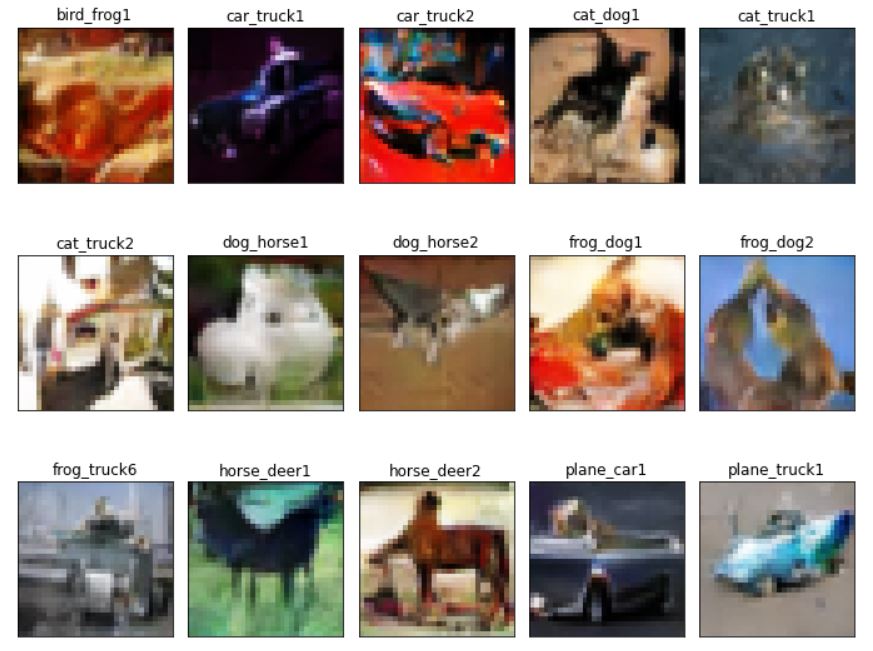 bird_frog1
car_truck1
car_truck2
cat_dog1
cat_truck1
cat_truck2
dog_horse1
dog_horse2
frog_dog1
frog_dog2
frog_truck6
horse_deer1
horse_deer2
plane_car1
plane_truck1